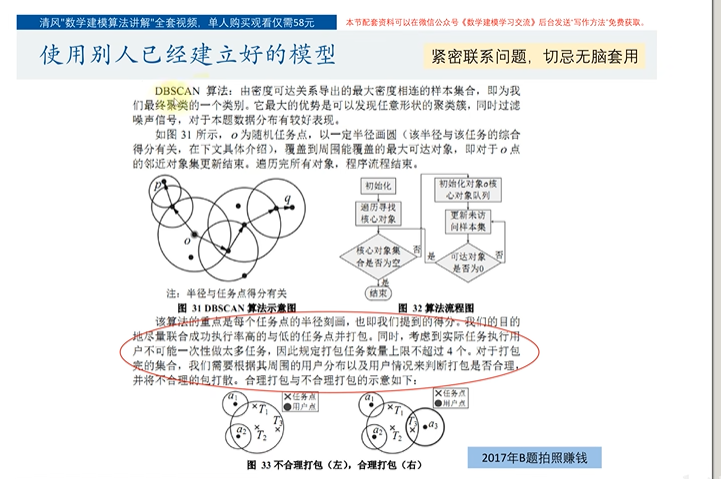 清风"数学建模算法讲解"全套视频，单人购买观看仅需58元
本节配套资料可以在微信公众号《数学建模学习交流》后台发送“写作方法”免费获取。
使用别人已经建立好的模型
紧密联系问题，切忌无脑套用
DBSCAN 算法：由密度可达关系导出的最大密度相连的样本集合，即为我
们最终聚类的一个类别。它最大的优势是可以发现任意形状的聚类簇，同时过滤
噪声信号，对于本题数据分布有较好表现。
如图 31 所示，o 为随机任务点，以一定半径画圆（该半径与该任务的综合
得分有关，在下文具体介绍），覆盖到周围能覆盖的最大可达对象，即对于 o 点
的邻近对象集更新结束。遍历完所有对象，程序流程结束。
p
q
o
注：半径与任务点得分有关
图 31 DBSCAN 算法示意图
初始化
遍历寻找
核心对象
核心对象集
合是否为空
否
是
结束
初始化对象o核
心对象队列
更新未访
问样本集
可达对象
是否为0
是
否
图 32 算法流程图
该算法的重点是每个任务点的半径刻画，也即我们提到的得分。我们的目的
地尽量联合成功执行率高的与低的任务点并打包。同时，考虑到实际任务执行用
户不可能一次性做太多任务，因此规定打包任务数量上限不超过 4 个。对于打包
完的集合，我们需要根据其周围的用户分布以及用户情况来判断打包是否合理，
并将不合理的包打散。合理打包与不合理打包的示意如下：
a1
a2
T1
T2
T3
任务点
用户点
a1
a2
T1
T2
T3
a3
任务点
用户点
图 33 不合理打包（左），合理打包（右）
2017年B题拍照赚钱